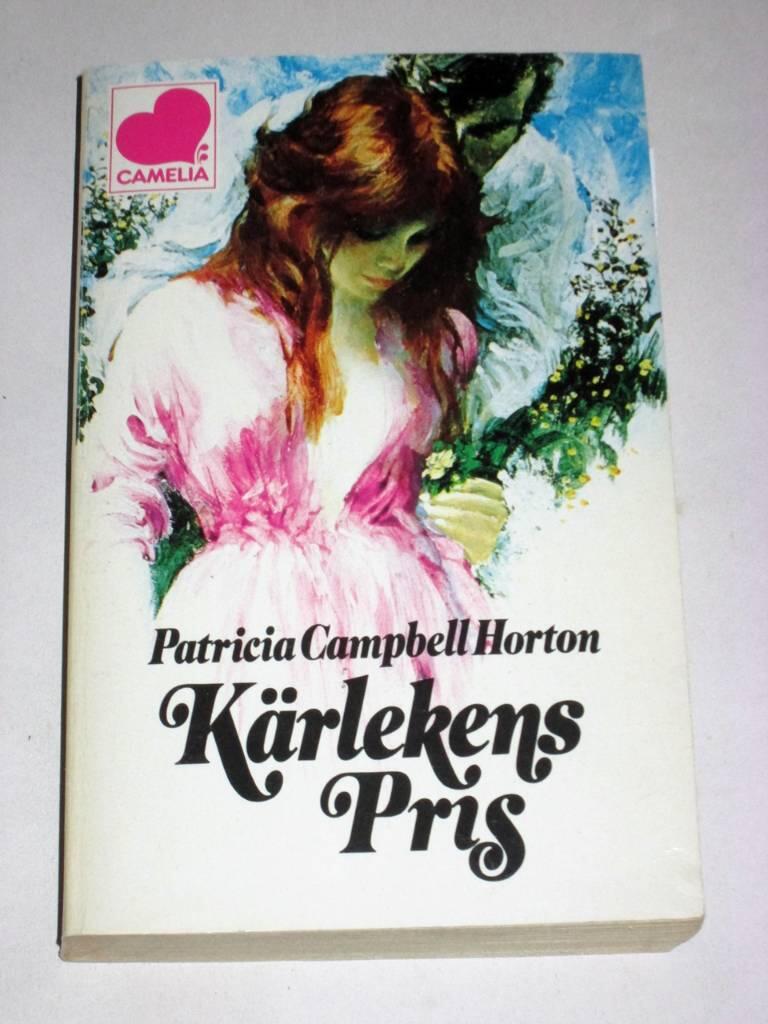 CAMELIA
Patricia Campbell Horton
Kärlekens
Pris